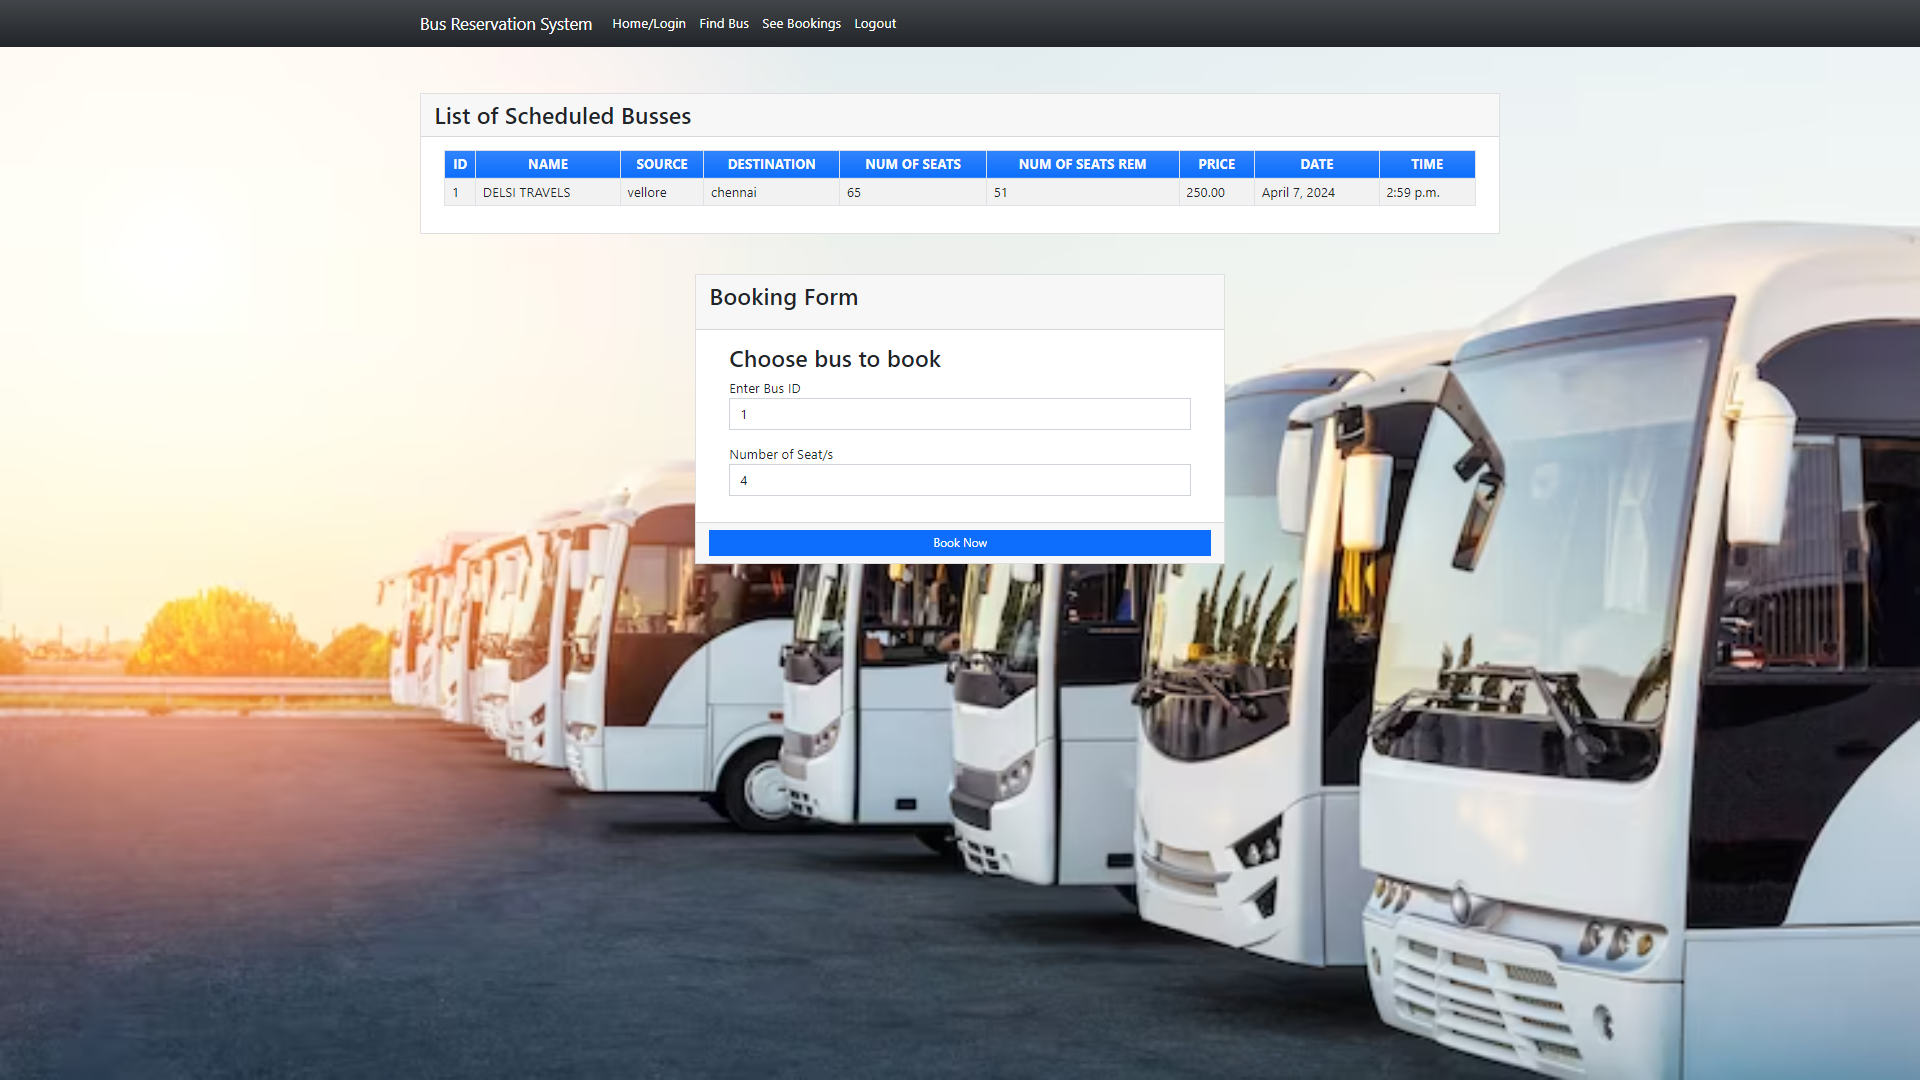 Bus Reservation System Home/Login Find Bus See Bookings Logout
List of Scheduled Busses
ID NAME SOURCE DESTINATION NUM OF SEATS NUM OF SEATS REM PRICE DATE TIME
1 DELSI TRAVELS vellore chennai 65 51 250.00 April 7, 2024 2:59 p.m.
Booking Form
Choose bus to book
Enter Bus ID
1
Number of Seat/s
4
Book Now